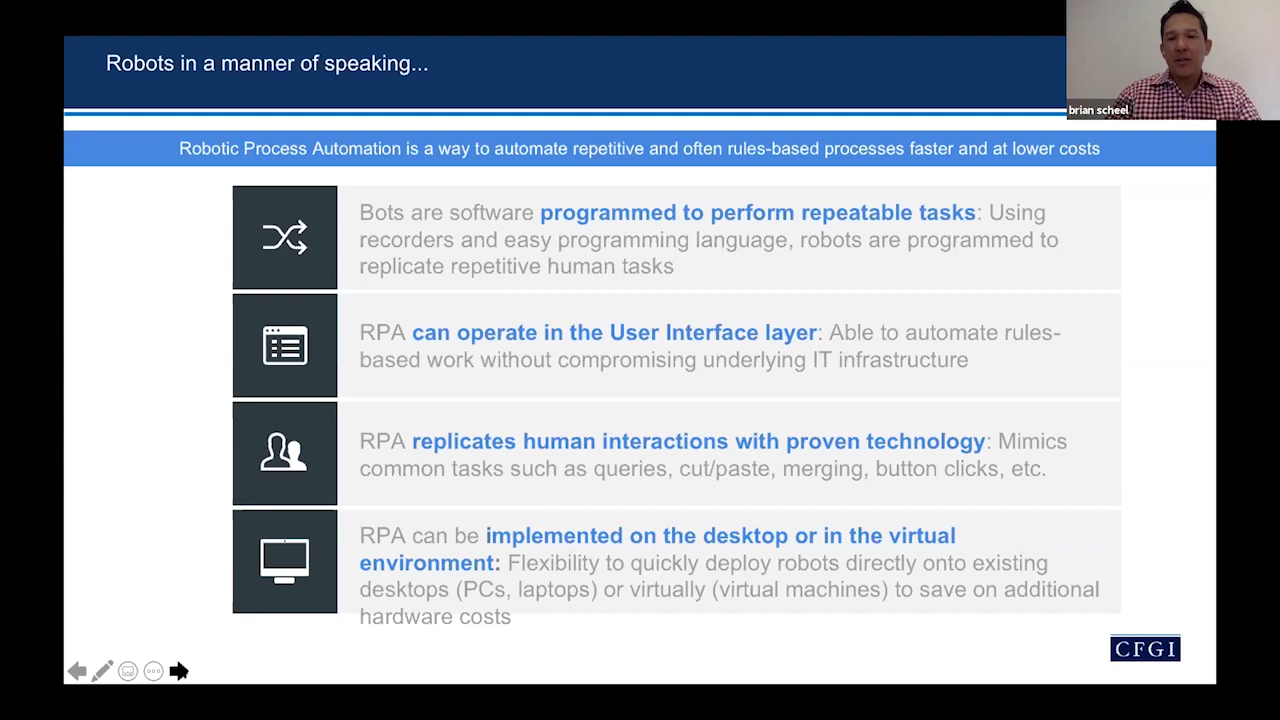 Robots in a manner of speaking...
brian scheel
Robotic Process Automation is a way to automate repetitive and often rules-based processes faster and at lower costs
Bots are software programmed to perform repeatable tasks: Using
recorders and easy programming language, robots are programmed to
replicate repetitive human tasks
RPA can operate in the User Interface layer: Able to automate rules-
based work without compromising underlying IT infrastructure
RPA replicates human interactions with proven technology: Mimics
common tasks such as queries, cut/paste, merging, button clicks, etc.
RPA can be implemented on the desktop or in the virtual
environment: Flexibility to quickly deploy robots directly onto existing
desktops (PCs, laptops) or virtually (virtual machines) to save on additional
hardware costs
CFGI